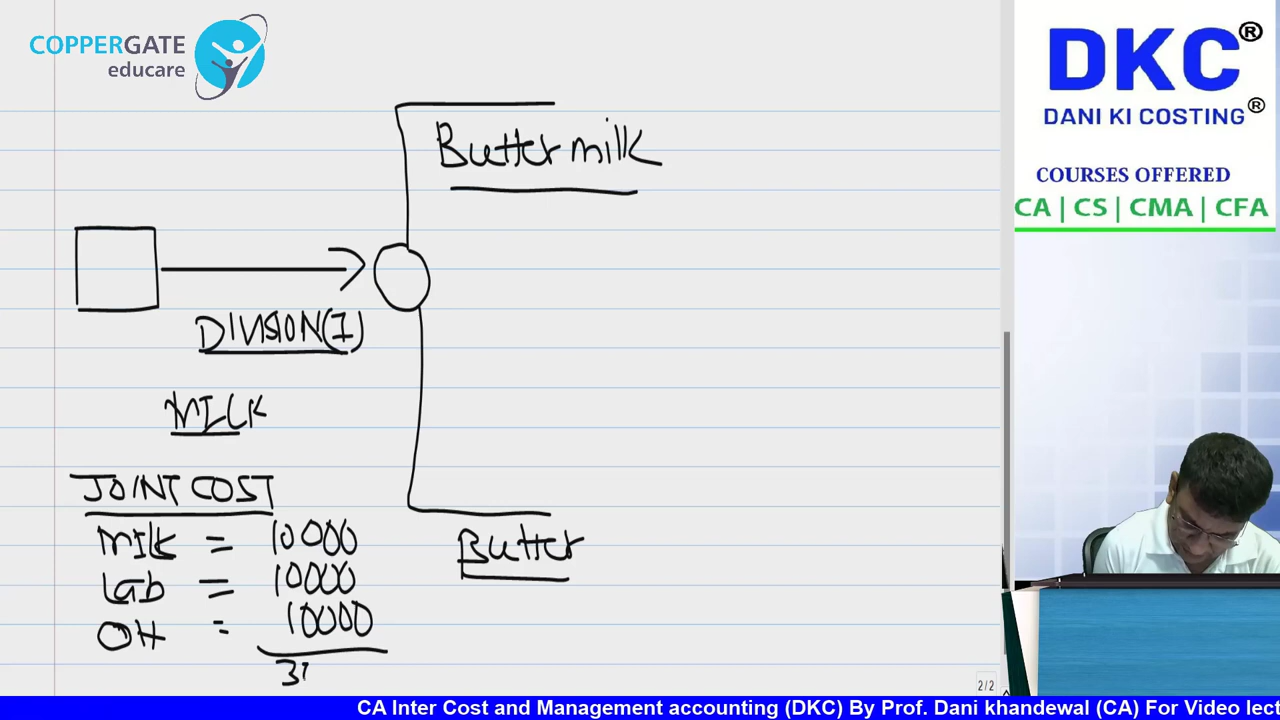 COPPERGATE
educare
Buttermilk
DIVISION(I)
MILK
JOINT COST
Milk = 10000
Lab = 10000
OH = 10000
3
Butter
DKC®
DANI KI COSTING®
COURSES OFFERED
CA | CS | CMA | CFA
2/2
CA Inter Cost and Management accounting (DKC) By Prof. Dani khandewal (CA) For Video lect